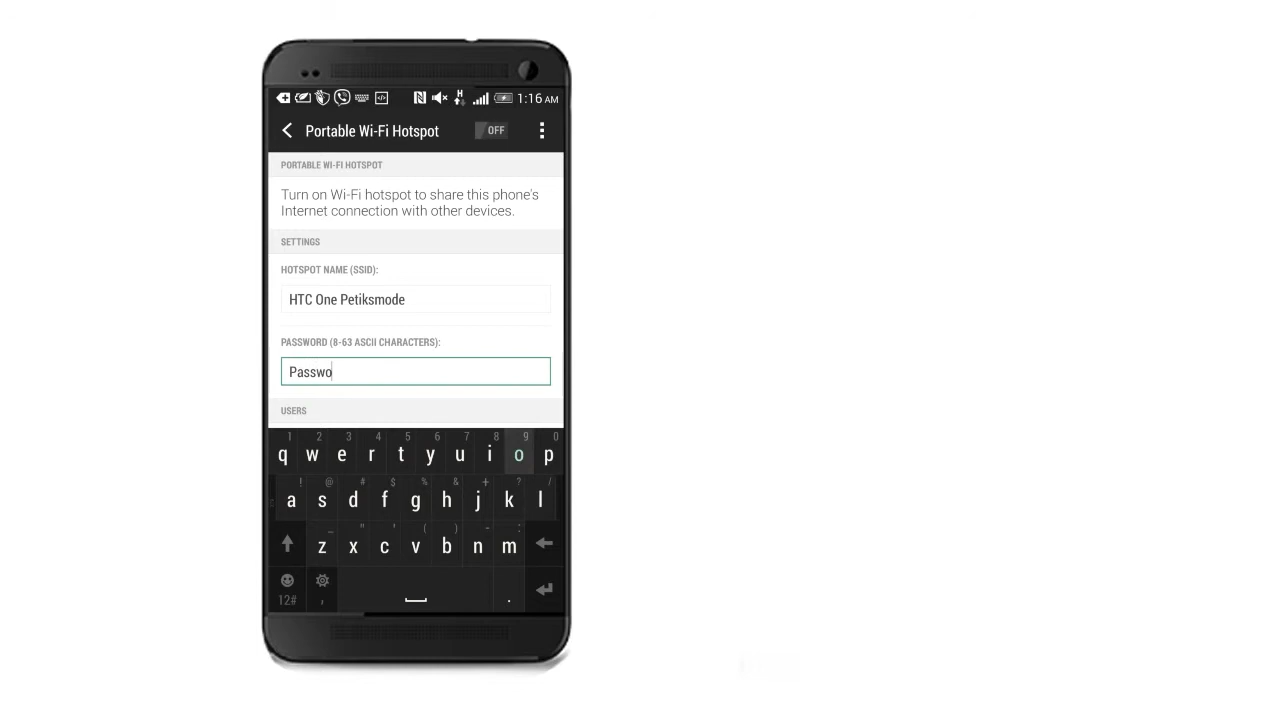 1:16 AM
Portable Wi-Fi Hotspot OFF
PORTABLE WI-FI HOTSPOT
Turn on Wi-Fi hotspot to share this phone's
Internet connection with other devices.
SETTINGS
HOTSPOT NAME (SSID):
HTC One Petiksmode
PASSWORD (8-63 ASCII CHARACTERS):
Passwo
USERS
1 2 3 4 5 6 7 8 9 0
q w e r t y u i o p
! @ # $ % & + ? /
a s d f g h j k l
_ " ' ( ) - :
z x c v b n m
12# , .